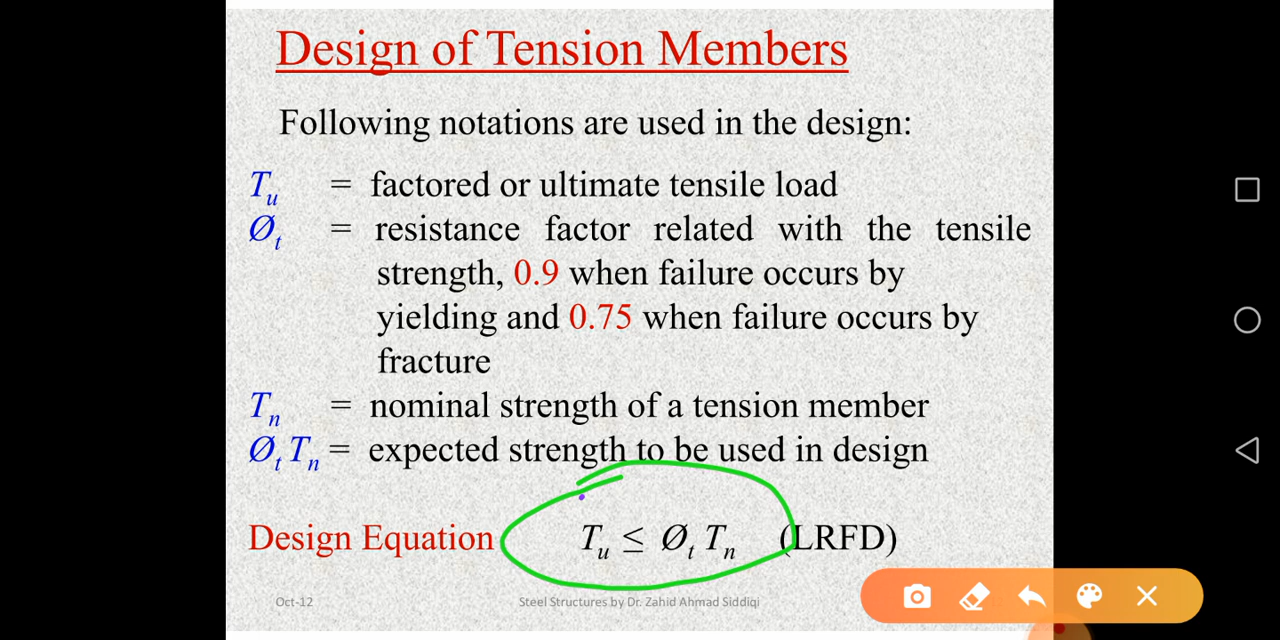 Design of Tension Members
Following notations are used in the design:
Tu = factored or ultimate tensile load
Øt = resistance factor related with the tensile
strength, 0.9 when failure occurs by
yielding and 0.75 when failure occurs by
fracture
Tn = nominal strength of a tension member
Øt Tn = expected strength to be used in design
Design Equation Tu ≤ Øt Tn (LRFD)
Oct-12 Steel Structures by Dr. Zahid Ahmad Siddiqi